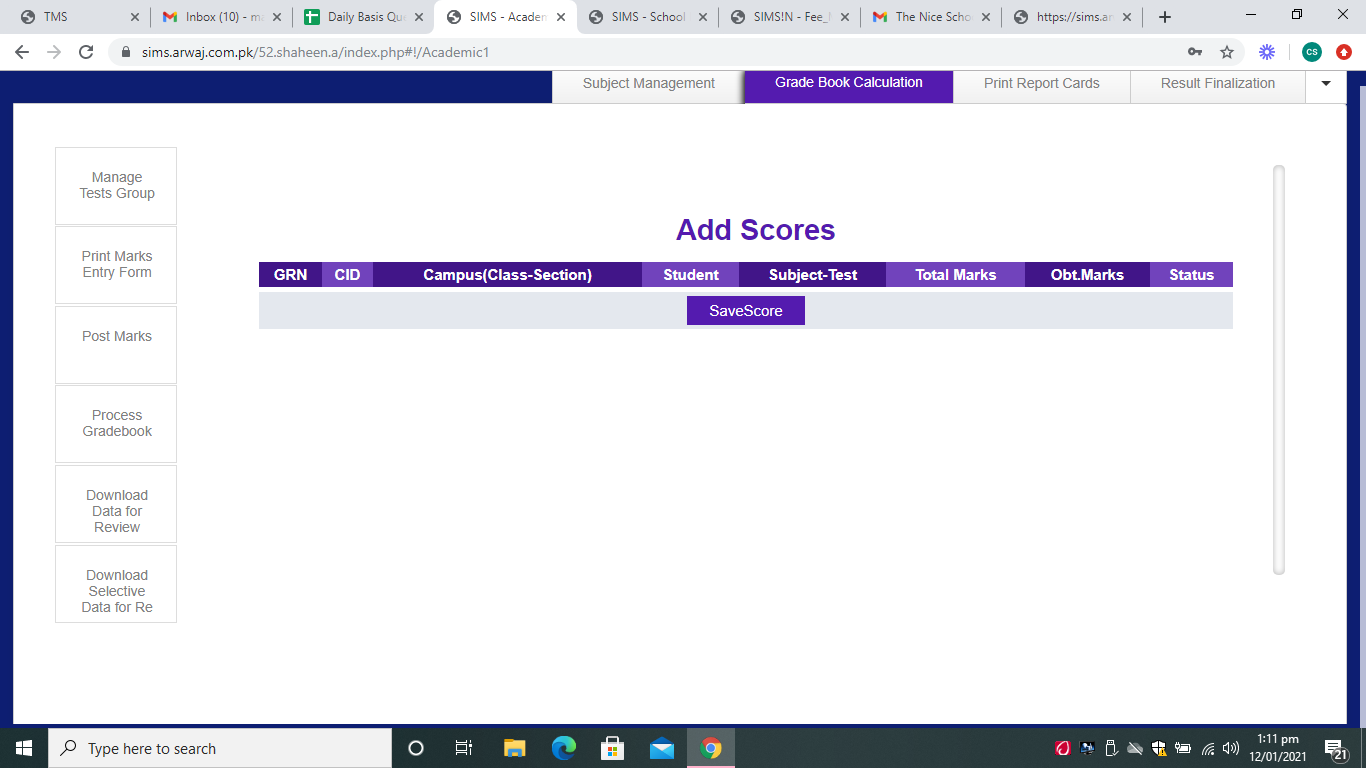 TMS
Inbox (10) - ma
Daily Basis Qu
SIMS - Academ
SIMS - School
SIMS!N - Fee_
The Nice Scho
https://sims.ar
sims.arwaj.com.pk/52.shaheen.a/index.php#!/Academic1
CS
Subject Management
Grade Book Calculation
Print Report Cards
Result Finalization
Manage
Tests Group
Print Marks
Entry Form
Post Marks
Process
Gradebook
Download
Data for
Review
Download
Selective
Data for Re
Add Scores
GRN CID Campus(Class-Section) Student Subject-Test Total Marks Obt.Marks Status
SaveScore
Type here to search
1:11 pm
12/01/2021
21